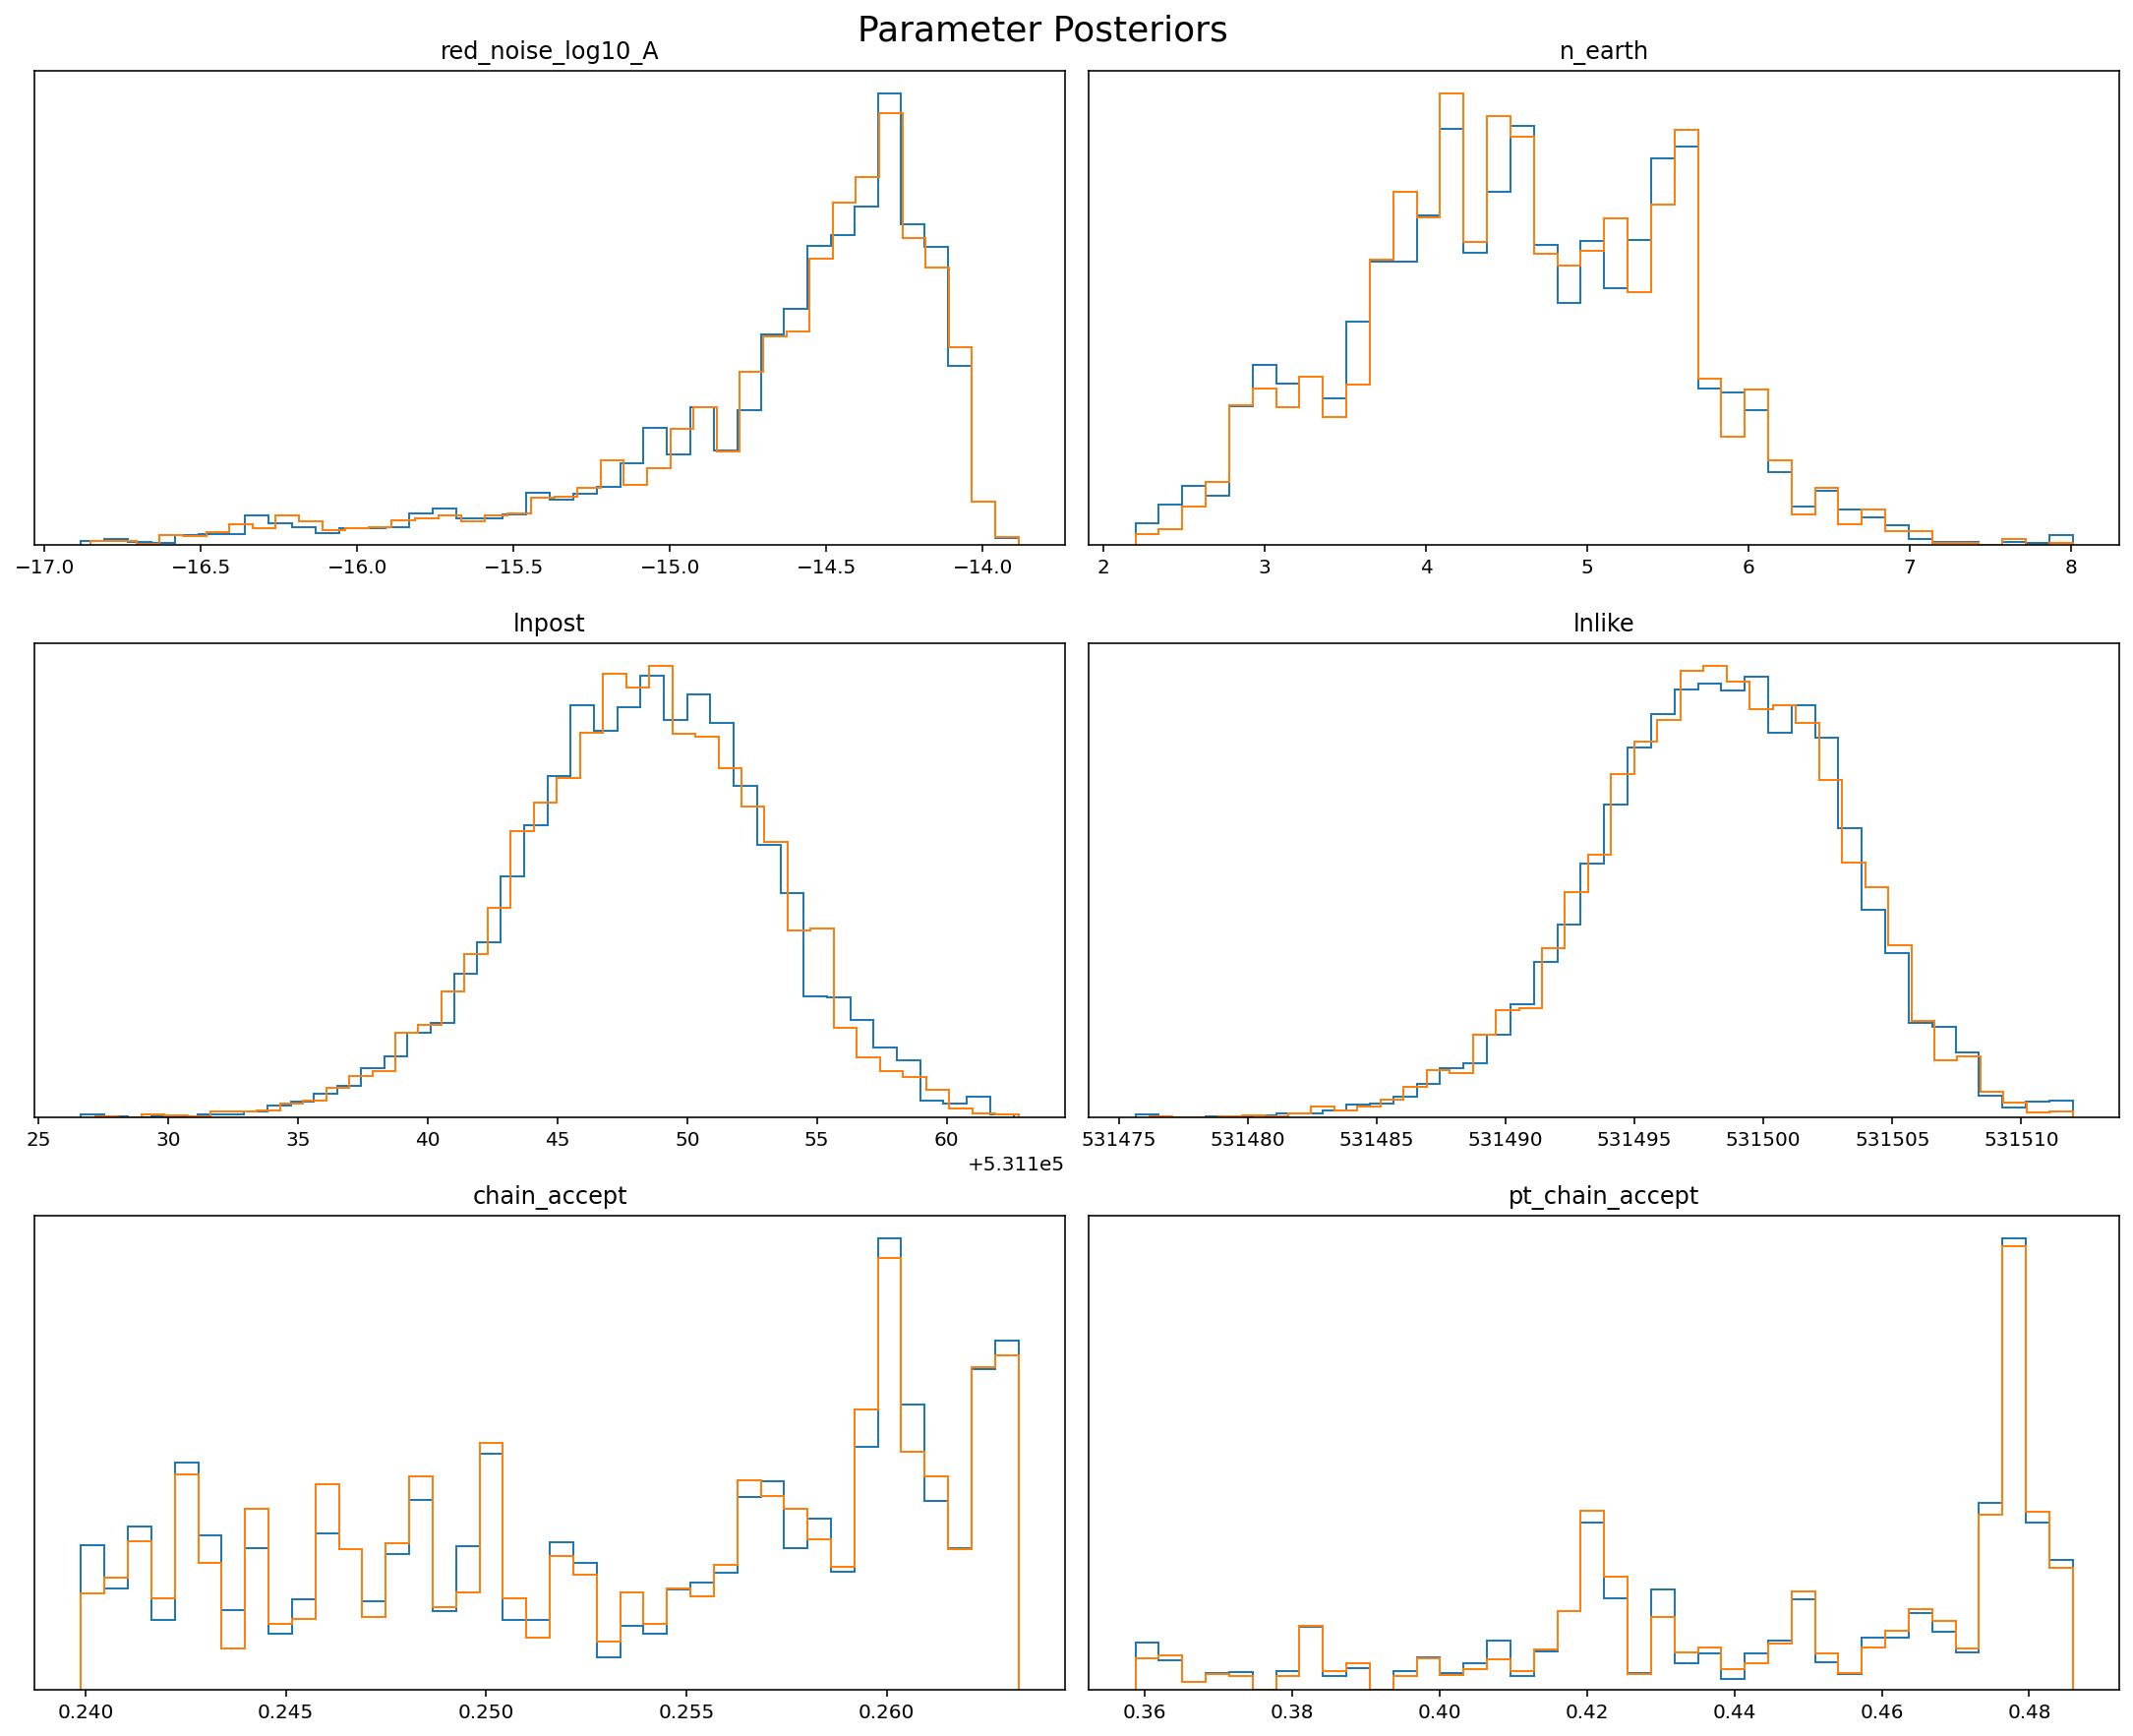 Parameter Posteriors
red_noise_log10_A
n_earth
−17.0 −16.5 −16.0 −15.5 −15.0 −14.5 −14.0
2 3 4 5 6 7 8
lnpost
lnlike
25 30 35 40 45 50 55 60
+5.311e5
531475 531480 531485 531490 531495 531500 531505 531510
chain_accept
pt_chain_accept
0.240 0.245 0.250 0.255 0.260
0.36 0.38 0.40 0.42 0.44 0.46 0.48